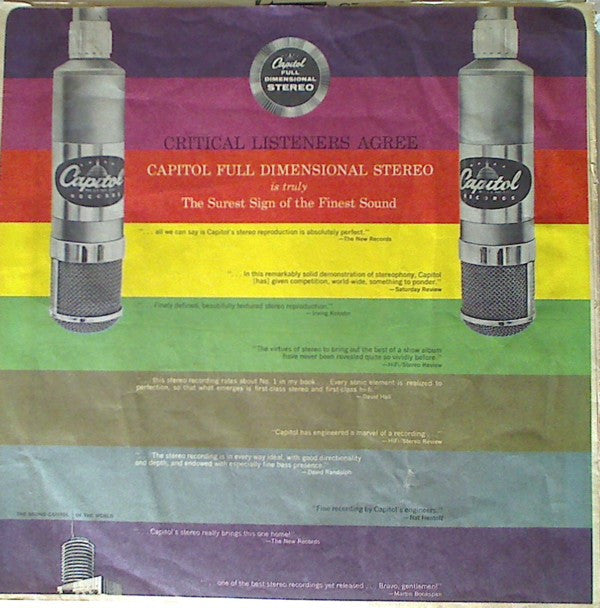 Capitol
FULL
DIMENSIONAL
STEREO
CRITICAL LISTENERS AGREE
CAPITOL FULL DIMENSIONAL STEREO
is truly
The Surest Sign of the Finest Sound
Capitol
RECORDS
Capitol
RECORDS
". . . all we can say is Capitol's stereo reproduction is absolutely perfect."
—The New Records
". . . In this remarkably solid demonstration of stereophony, Capitol
[has] given competition, world-wide, something to ponder."
—Saturday Review
Finely defined, beautifully textured stereo reproduction."
—Irving Kolodin
"The virtues of stereo to bring out the best of a show album
have never been revealed quite so vividly before."
—HiFi/Stereo Review
. . . this stereo recording rates about No. 1 in my book . . . Every sonic element is realized to
perfection, so that what emerges is first-class stereo and first-class hi-fi."
—David Hall
"Capitol has engineered a marvel of a recording . . ."
—HiFi/Stereo Review
". . . The stereo recording is in every way ideal, with good directionality
and depth, and endowed with especially fine bass presence."
—David Randolph
"Fine recording by Capitol's engineers."
—Nat Hentoff
THE SOUND CAPITOL OF THE WORLD
. . . Capitol's stereo really brings this one home!
—The New Records
. . . one of the best stereo recordings yet released . . . Bravo, gentlemen!"
—Martin Bookspan